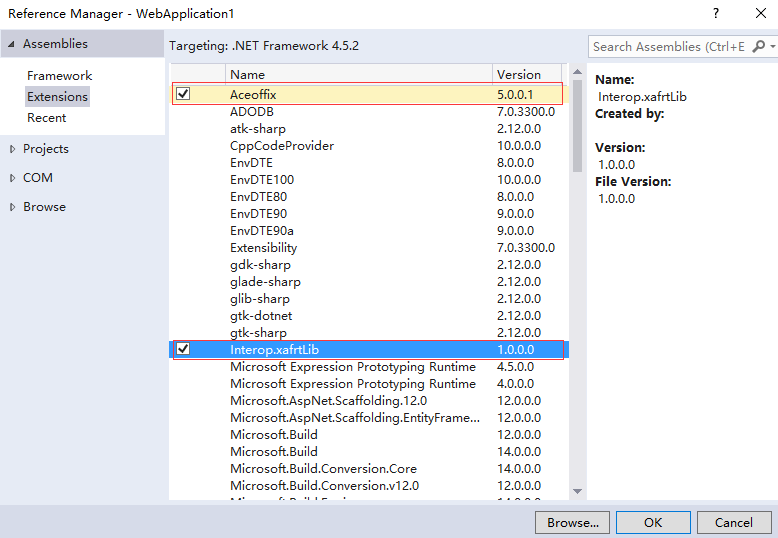 Reference Manager - WebApplication1
Assemblies
Framework
Extensions
Recent
Projects
COM
Browse
Targeting: .NET Framework 4.5.2
Search Assemblies (Ctrl+E
Name Version
Aceoffix 5.0.0.1
ADODB 7.0.3300.0
atk-sharp 2.12.0.0
CppCodeProvider 10.0.0.0
EnvDTE 8.0.0.0
EnvDTE100 10.0.0.0
EnvDTE80 8.0.0.0
EnvDTE90 9.0.0.0
EnvDTE90a 9.0.0.0
Extensibility 7.0.3300.0
gdk-sharp 2.12.0.0
glade-sharp 2.12.0.0
glib-sharp 2.12.0.0
gtk-dotnet 2.12.0.0
gtk-sharp 2.12.0.0
Interop.xafrtLib 1.0.0.0
Microsoft Expression Prototyping Runtime 4.5.0.0
Microsoft Expression Prototyping Runtime 4.0.0.0
Microsoft.AspNet.Scaffolding.12.0 12.0.0.0
Microsoft.AspNet.Scaffolding.EntityFrame... 12.0.0.0
Microsoft.Build 12.0.0.0
Microsoft.Build 14.0.0.0
Microsoft.Build.Conversion.Core 14.0.0.0
Microsoft.Build.Conversion.v12.0 12.0.0.0
Name:
Interop.xafrtLib
Created by:
Version:
1.0.0.0
File Version:
1.0.0.0
Browse... OK Cancel